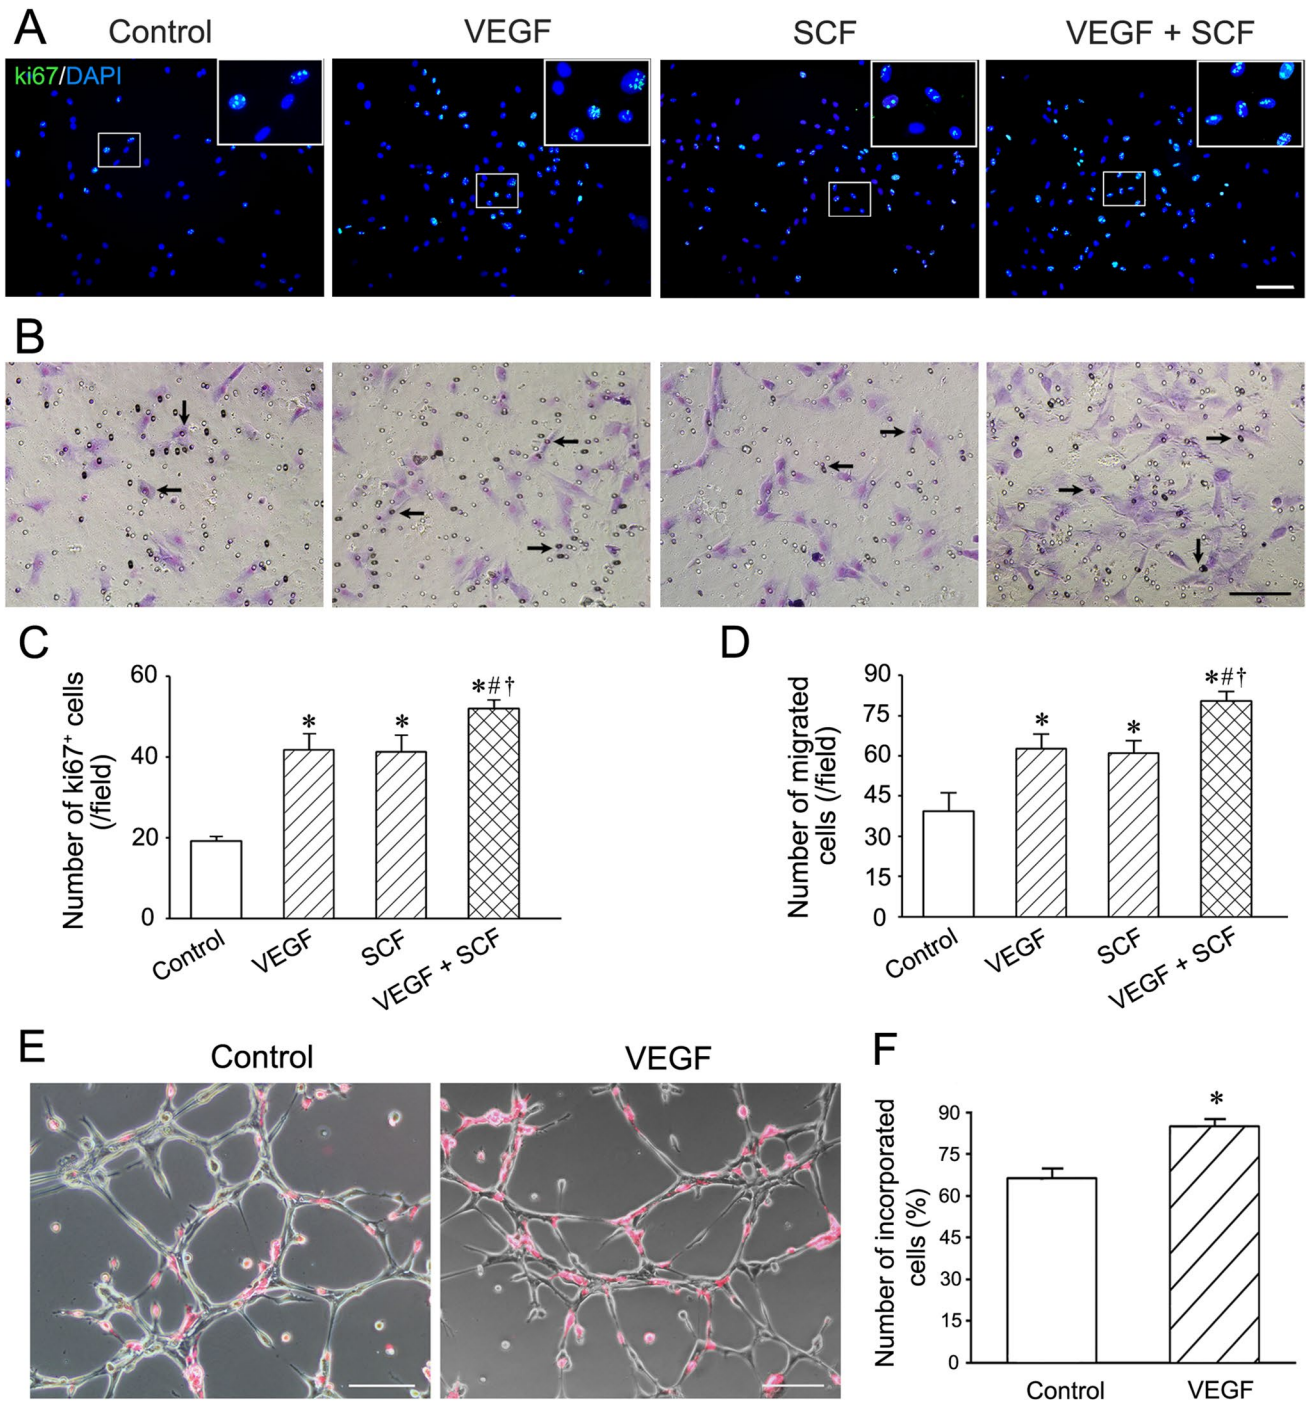 A
Control
VEGF
SCF
VEGF + SCF
ki67/DAPI
B
C
Number of ki67⁺ cells
(/field)
60
40
20
0
*
*
*#†
Control
VEGF
SCF
VEGF + SCF
D
Number of migrated
cells (/field)
90
75
60
45
30
15
0
*
*
*#†
Control
VEGF
SCF
VEGF + SCF
E
Control
VEGF
F
Number of incorporated
cells (%)
90
75
60
45
30
15
0
*
Control
VEGF